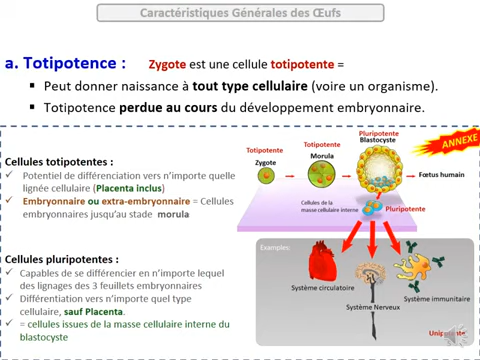 Caractéristiques Générales des Œufs
a. Totipotence : Zygote est une cellule totipotente =
▪ Peut donner naissance à tout type cellulaire (voire un organisme).
▪ Totipotence perdue au cours du développement embryonnaire.
ANNEXE
Cellules totipotentes :
✓ Potentiel de différenciation vers n'importe quelle
lignée cellulaire (Placenta inclus)
✓ Embryonnaire ou extra-embryonnaire = Cellules
embryonnaires jusqu'au stade morula
Cellules pluripotentes :
✓ Capables de se différencier en n'importe lequel
des lignages des 3 feuillets embryonnaires
✓ Différentiation vers n'importe quel type
cellulaire, sauf Placenta.
✓ = cellules issues de la masse cellulaire interne du
blastocyste
Totipotente
Zygote
Totipotente
Morula
Pluripotente
Blastocyste
Fœtus humain
Cellules de la
masse cellulaire interne
Pluripotente
Examples:
Système circulatoire
Système Nerveux
Système immunitaire